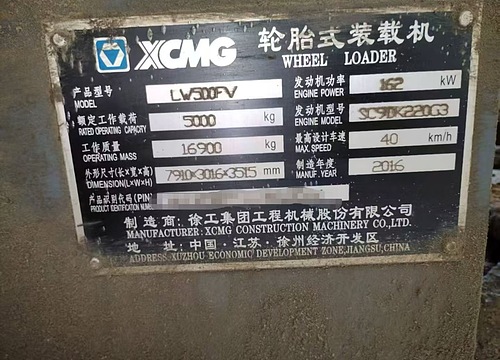 XCMG 轮胎式装载机
WHEEL LOADER
产品型号 LW500FV
MODEL
额定工作载荷 5000 kg
RATED OPERATING CAPACITY
工作质量 16900 kg
OPERATING MASS
外形尺寸(长×宽×高) 7910×3016×3515 mm
DIMENSION(L×W×H)
产品识别代码(PIN)
PRODUCT IDENTIFICATION NUMBER
发动机功率 162 kW
ENGINE POWER
发动机型号 SC9DK220G3
ENGINE MODEL
最高设计车速 40 km/h
MAX. SPEED
制造年度 2016
MANUF. YEAR
制造商:徐工集团工程机械股份有限公司
MANUFACTURER: XCMG CONSTRUCTION MACHINERY CO.,LTD.
地 址:中国·江苏·徐州经济开发区
ADDRESS: XUZHOU ECONOMIC DEVELOPMENT ZONE,JIANGSU,CHINA